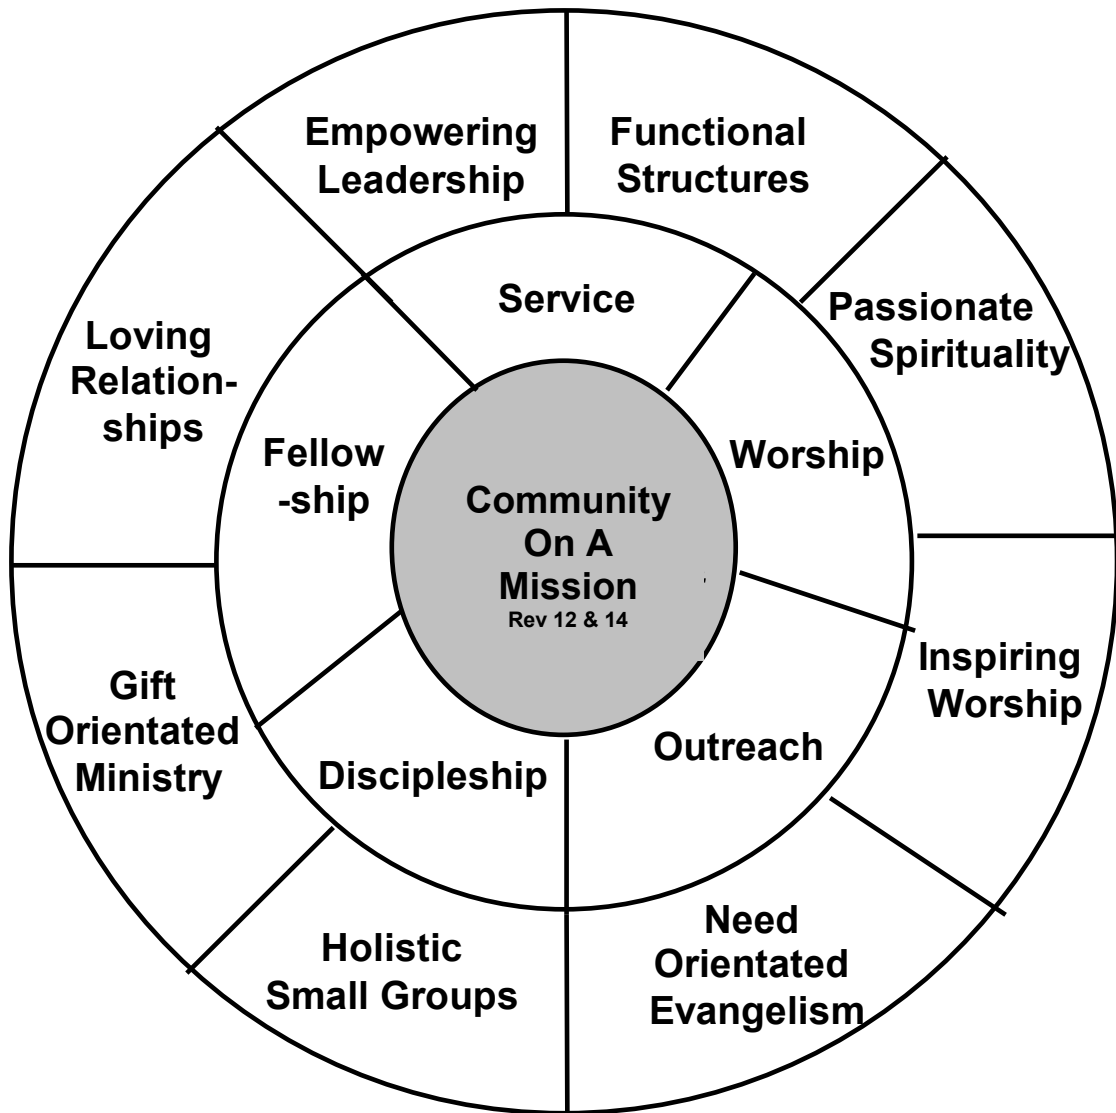 Empowering
Leadership
Functional
Structures
Passionate
Spirituality
Inspiring
Worship
Need
Orientated
Evangelism
Holistic
Small Groups
Gift
Orientated
Ministry
Loving
Relation-
ships
Service
Worship
Outreach
Discipleship
Fellow
-ship
Community
On A
Mission
Rev 12 & 14